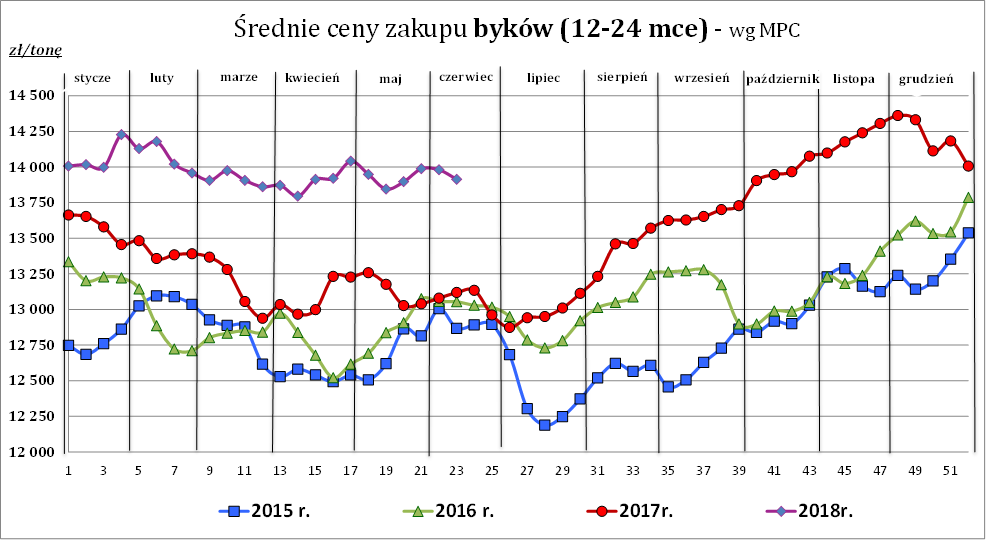 Średnie ceny zakupu byków (12-24 mce) - wg MPC
zł/tonę
stycze luty marze kwiecień maj czerwiec lipiec sierpień wrzesień październik listopa grudzień
14 500
14 250
14 000
13 750
13 500
13 250
13 000
12 750
12 500
12 250
12 000
1 3 5 7 9 11 13 15 17 19 21 23 25 27 29 31 33 35 37 39 41 43 45 47 49 51
2015 r. 2016 r. 2017r. 2018r.